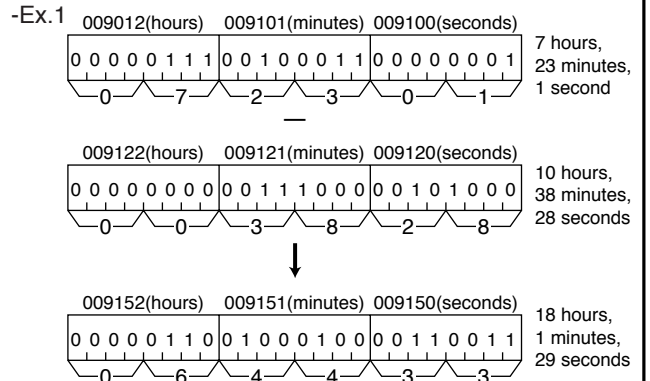 -Ex.1
009012(hours) 009101(minutes) 009100(seconds)
0 0 0 0 0 1 1 1 0 0 1 0 0 0 1 1 0 0 0 0 0 0 0 1
0 7 2 3 0 1
7 hours,
23 minutes,
1 second
—
009122(hours) 009121(minutes) 009120(seconds)
0 0 0 0 0 0 0 0 0 0 1 1 1 0 0 0 0 0 1 0 1 0 0 0
0 0 3 8 2 8
10 hours,
38 minutes,
28 seconds
009152(hours) 009151(minutes) 009150(seconds)
0 0 0 0 0 1 1 0 0 1 0 0 0 1 0 0 0 0 1 1 0 0 1 1
0 6 4 4 3 3
18 hours,
1 minutes,
29 seconds